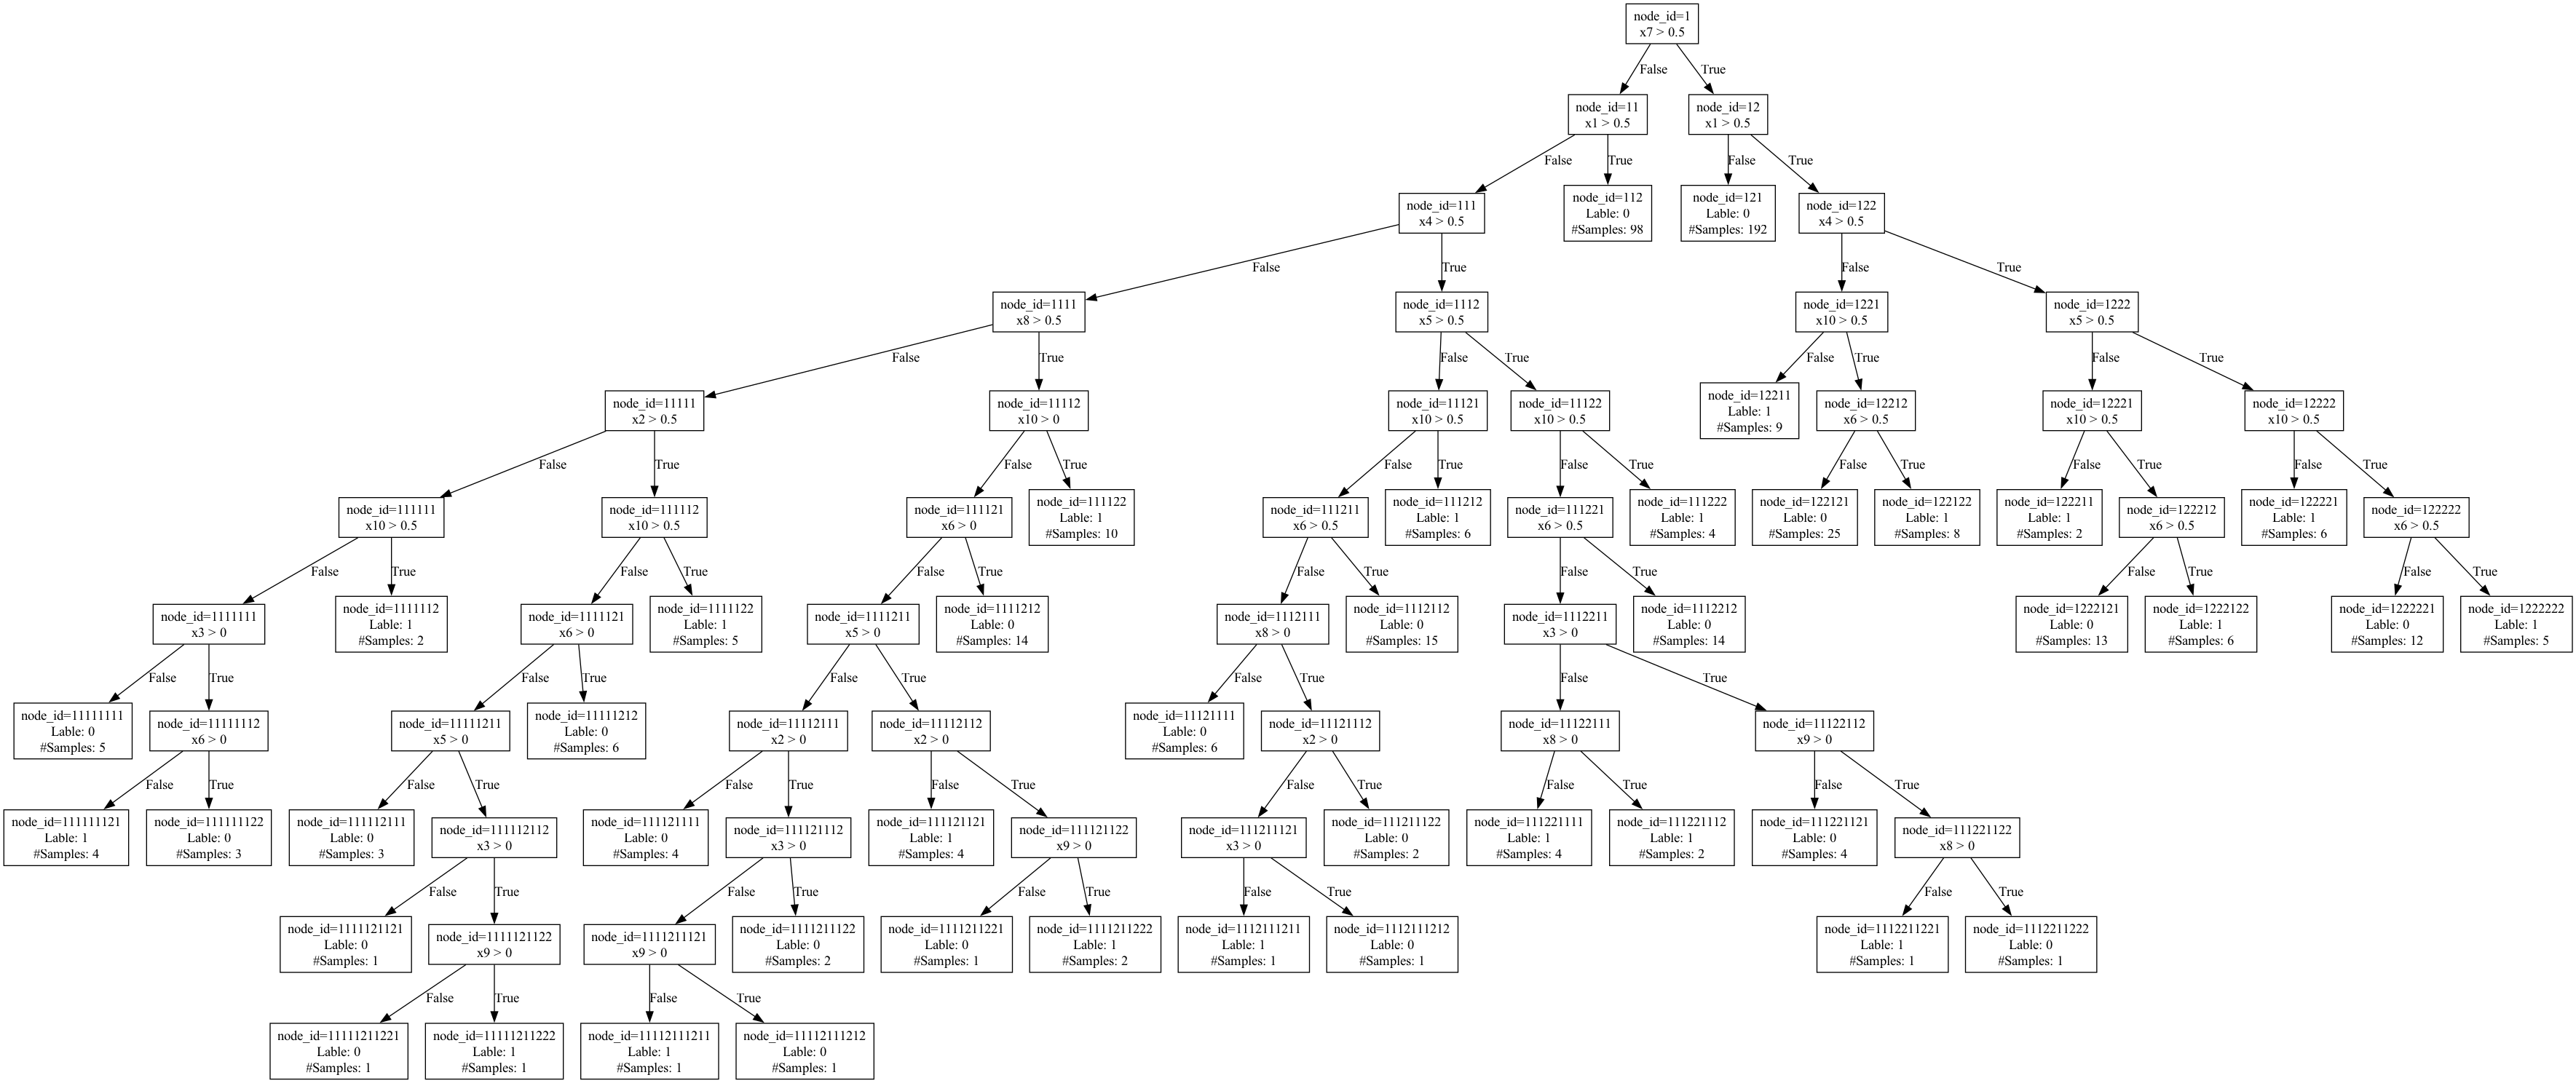 node_id=1
x7 > 0.5
False
True
node_id=11
x1 > 0.5
node_id=12
x1 > 0.5
False
True
False
True
node_id=111
x4 > 0.5
node_id=112
Lable: 0
#Samples: 98
node_id=121
Lable: 0
#Samples: 192
node_id=122
x4 > 0.5
False
True
False
True
node_id=1111
x8 > 0.5
node_id=1112
x5 > 0.5
node_id=1221
x10 > 0.5
node_id=1222
x5 > 0.5
False
True
False
True
False
True
False
True
node_id=11111
x2 > 0.5
node_id=11112
x10 > 0
node_id=11121
x10 > 0.5
node_id=11122
x10 > 0.5
node_id=12211
Lable: 1
#Samples: 9
node_id=12212
x6 > 0.5
node_id=12221
x10 > 0.5
node_id=12222
x10 > 0.5
False
True
False
True
False
True
False
True
False
True
False
True
False
True
node_id=111111
x10 > 0.5
node_id=111112
x10 > 0.5
node_id=111121
x6 > 0
node_id=111122
Lable: 1
#Samples: 10
node_id=111211
x6 > 0.5
node_id=111212
Lable: 1
#Samples: 6
node_id=111221
x6 > 0.5
node_id=111222
Lable: 1
#Samples: 4
node_id=122121
Lable: 0
#Samples: 25
node_id=122122
Lable: 1
#Samples: 8
node_id=122211
Lable: 1
#Samples: 2
node_id=122212
x6 > 0.5
node_id=122221
Lable: 1
#Samples: 6
node_id=122222
x6 > 0.5
False
True
False
True
False
True
False
True
False
True
False
True
False
True
node_id=1111111
x3 > 0
node_id=1111112
Lable: 1
#Samples: 2
node_id=1111121
x6 > 0
node_id=1111122
Lable: 1
#Samples: 5
node_id=1111211
x5 > 0
node_id=1111212
Lable: 0
#Samples: 14
node_id=1112111
x8 > 0
node_id=1112112
Lable: 0
#Samples: 15
node_id=1112211
x3 > 0
node_id=1112212
Lable: 0
#Samples: 14
node_id=1222121
Lable: 0
#Samples: 13
node_id=1222122
Lable: 1
#Samples: 6
node_id=1222221
Lable: 0
#Samples: 12
node_id=1222222
Lable: 1
#Samples: 5
False
True
False
True
False
True
False
True
False
True
node_id=11111111
Lable: 0
#Samples: 5
node_id=11111112
x6 > 0
node_id=11111211
x5 > 0
node_id=11111212
Lable: 0
#Samples: 6
node_id=11112111
x2 > 0
node_id=11112112
x2 > 0
node_id=11121111
Lable: 0
#Samples: 6
node_id=11121112
x2 > 0
node_id=11122111
x8 > 0
node_id=11122112
x9 > 0
False
True
False
True
False
True
False
True
False
True
False
True
False
True
node_id=111111121
Lable: 1
#Samples: 4
node_id=111111122
Lable: 0
#Samples: 3
node_id=111112111
Lable: 0
#Samples: 3
node_id=111112112
x3 > 0
node_id=111121111
Lable: 0
#Samples: 4
node_id=111121112
x3 > 0
node_id=111121121
Lable: 1
#Samples: 4
node_id=111121122
x9 > 0
node_id=111211121
x3 > 0
node_id=111211122
Lable: 0
#Samples: 2
node_id=111221111
Lable: 1
#Samples: 4
node_id=111221112
Lable: 1
#Samples: 2
node_id=111221121
Lable: 0
#Samples: 4
node_id=111221122
x8 > 0
False
True
False
True
False
True
False
True
False
True
node_id=1111121121
Lable: 0
#Samples: 1
node_id=1111121122
x9 > 0
node_id=1111211121
x9 > 0
node_id=1111211122
Lable: 0
#Samples: 2
node_id=1111211221
Lable: 0
#Samples: 1
node_id=1111211222
Lable: 1
#Samples: 2
node_id=1112111211
Lable: 1
#Samples: 1
node_id=1112111212
Lable: 0
#Samples: 1
node_id=1112211221
Lable: 1
#Samples: 1
node_id=1112211222
Lable: 0
#Samples: 1
False
True
False
True
node_id=11111211221
Lable: 0
#Samples: 1
node_id=11111211222
Lable: 1
#Samples: 1
node_id=11112111211
Lable: 1
#Samples: 1
node_id=11112111212
Lable: 0
#Samples: 1